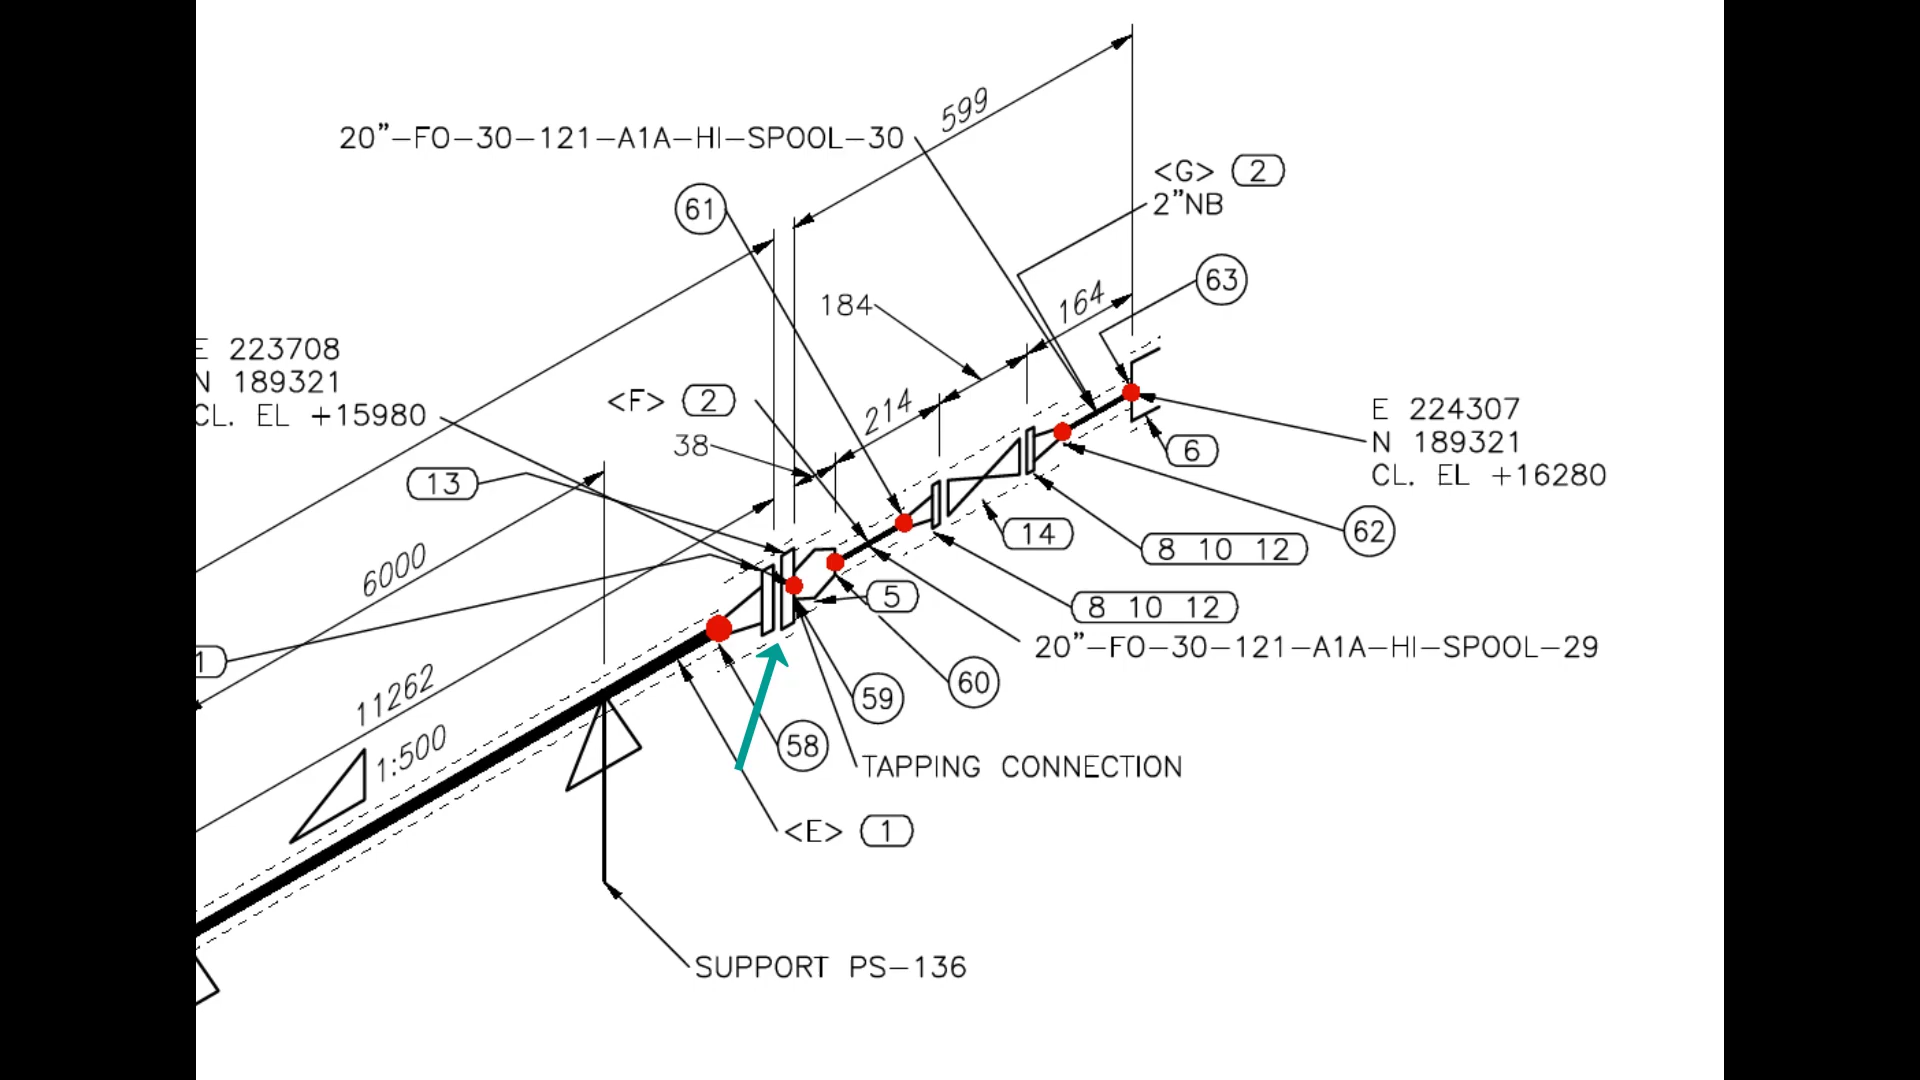 599
20”-FO-30-121-A1A-HI-SPOOL-30
<G> 2
2”NB
61
63
184
164
E 223708
N 189321
CL. EL +15980
<F> 2
214
38
E 224307
N 189321
CL. EL +16280
6
13
14
62
8 10 12
6000
5
8 10 12
20”-FO-30-121-A1A-HI-SPOOL-29
1
11262
60
59
58
1:500
TAPPING CONNECTION
<E> 1
SUPPORT PS-136